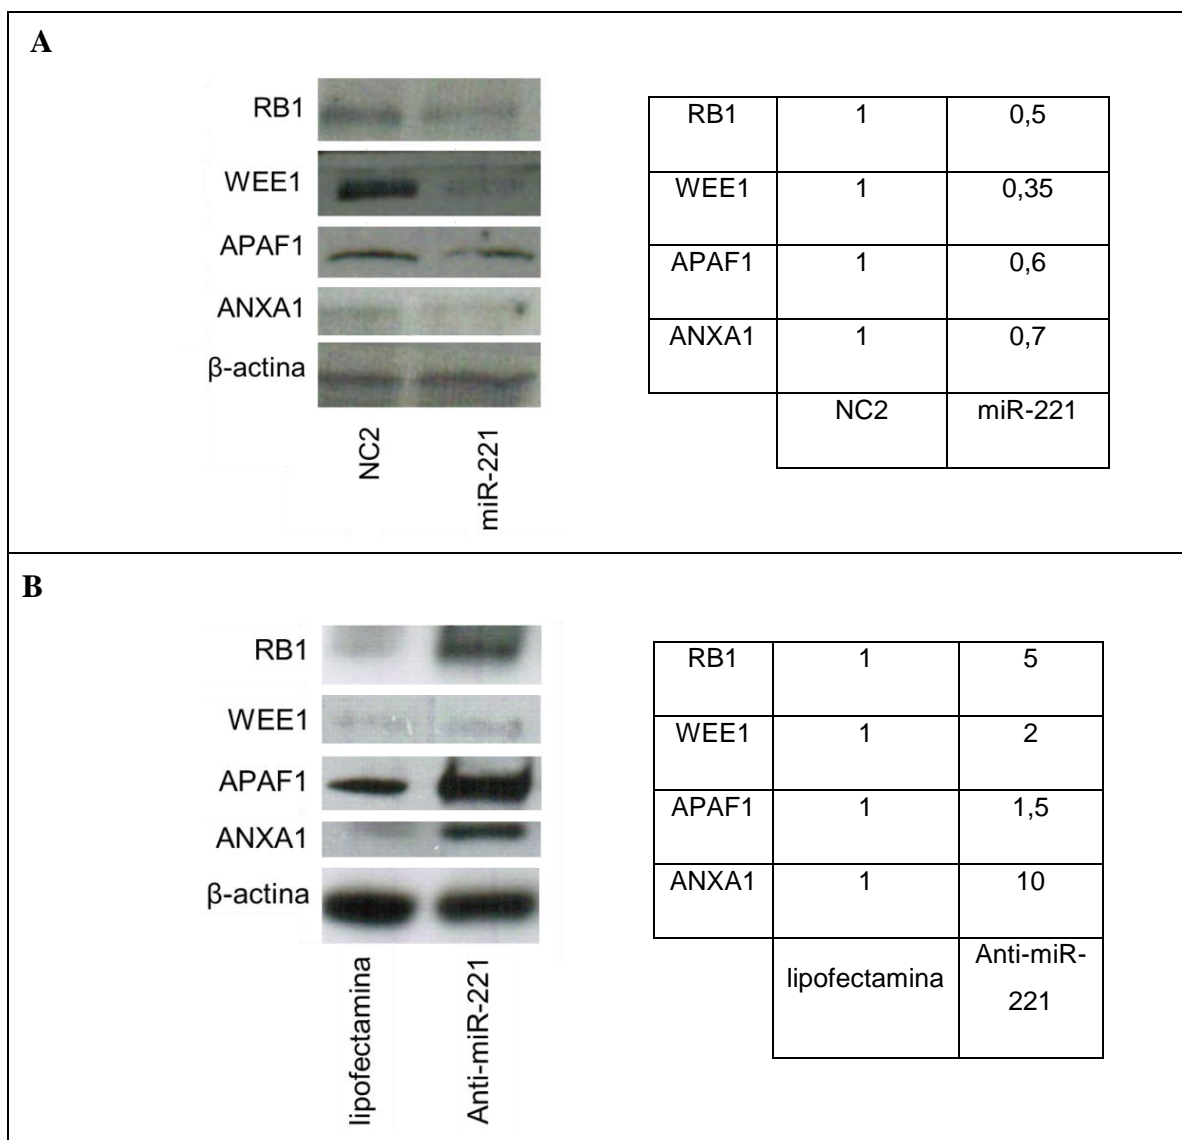 A
RB1
WEE1
APAF1
ANXA1
β-actina
NC2
miR-221
RB1 1 0,5
WEE1 1 0,35
APAF1 1 0,6
ANXA1 1 0,7
NC2 miR-221
B
RB1
WEE1
APAF1
ANXA1
β-actina
lipofectamina
Anti-miR-221
RB1 1 5
WEE1 1 2
APAF1 1 1,5
ANXA1 1 10
lipofectamina Anti-miR-
221